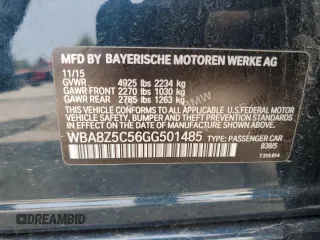 MFD BY BAYERISCHE MOTOREN WERKE AG
11/15
GVWR 4925 lbs 2234 kg
GAWR FRONT 2270 lbs 1030 kg
GAWR REAR 2785 lbs 1263 kg
THIS VEHICLE CONFORMS TO ALL APPLICABLE
U.S. FEDERAL MOTOR VEHICLE SAFETY, BUMPER, AND
THEFT PREVENTION STANDARDS IN EFFECT
ON THE DATE OF MANUFACTURE SHOWN ABOVE.
WBA8Z5C56GG501485 TYPE: PASSENGER CAR
B38/5
DREAMBID